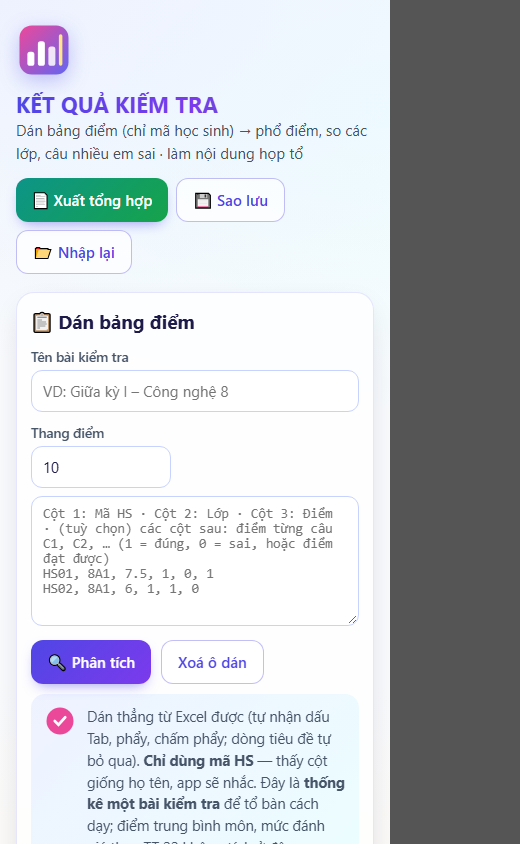 KẾT QUẢ KIỂM TRA
Dán bảng điểm (chỉ mã học sinh) → phổ điểm, so các
lớp, câu nhiều em sai · làm nội dung họp tổ
Xuất tổng hợp
Sao lưu
Nhập lại
Dán bảng điểm
Tên bài kiểm tra
VD: Giữa kỳ I – Công nghệ 8
Thang điểm
10
Cột 1: Mã HS · Cột 2: Lớp · Cột 3: Điểm
· (tuỳ chọn) các cột sau: điểm từng câu
C1, C2, … (1 = đúng, 0 = sai, hoặc điểm
đạt được)
HS01, 8A1, 7.5, 1, 0, 1
HS02, 8A1, 6, 1, 1, 0
Phân tích
Xoá ô dán
Dán thẳng từ Excel được (tự nhận dấu
Tab, phẩy, chấm phẩy; dòng tiêu đề tự
bỏ qua). Chỉ dùng mã HS — thấy cột
giống họ tên, app sẽ nhắc. Đây là thống
kê một bài kiểm tra để tổ bàn cách
dạy; điểm trung bình môn, mức đánh